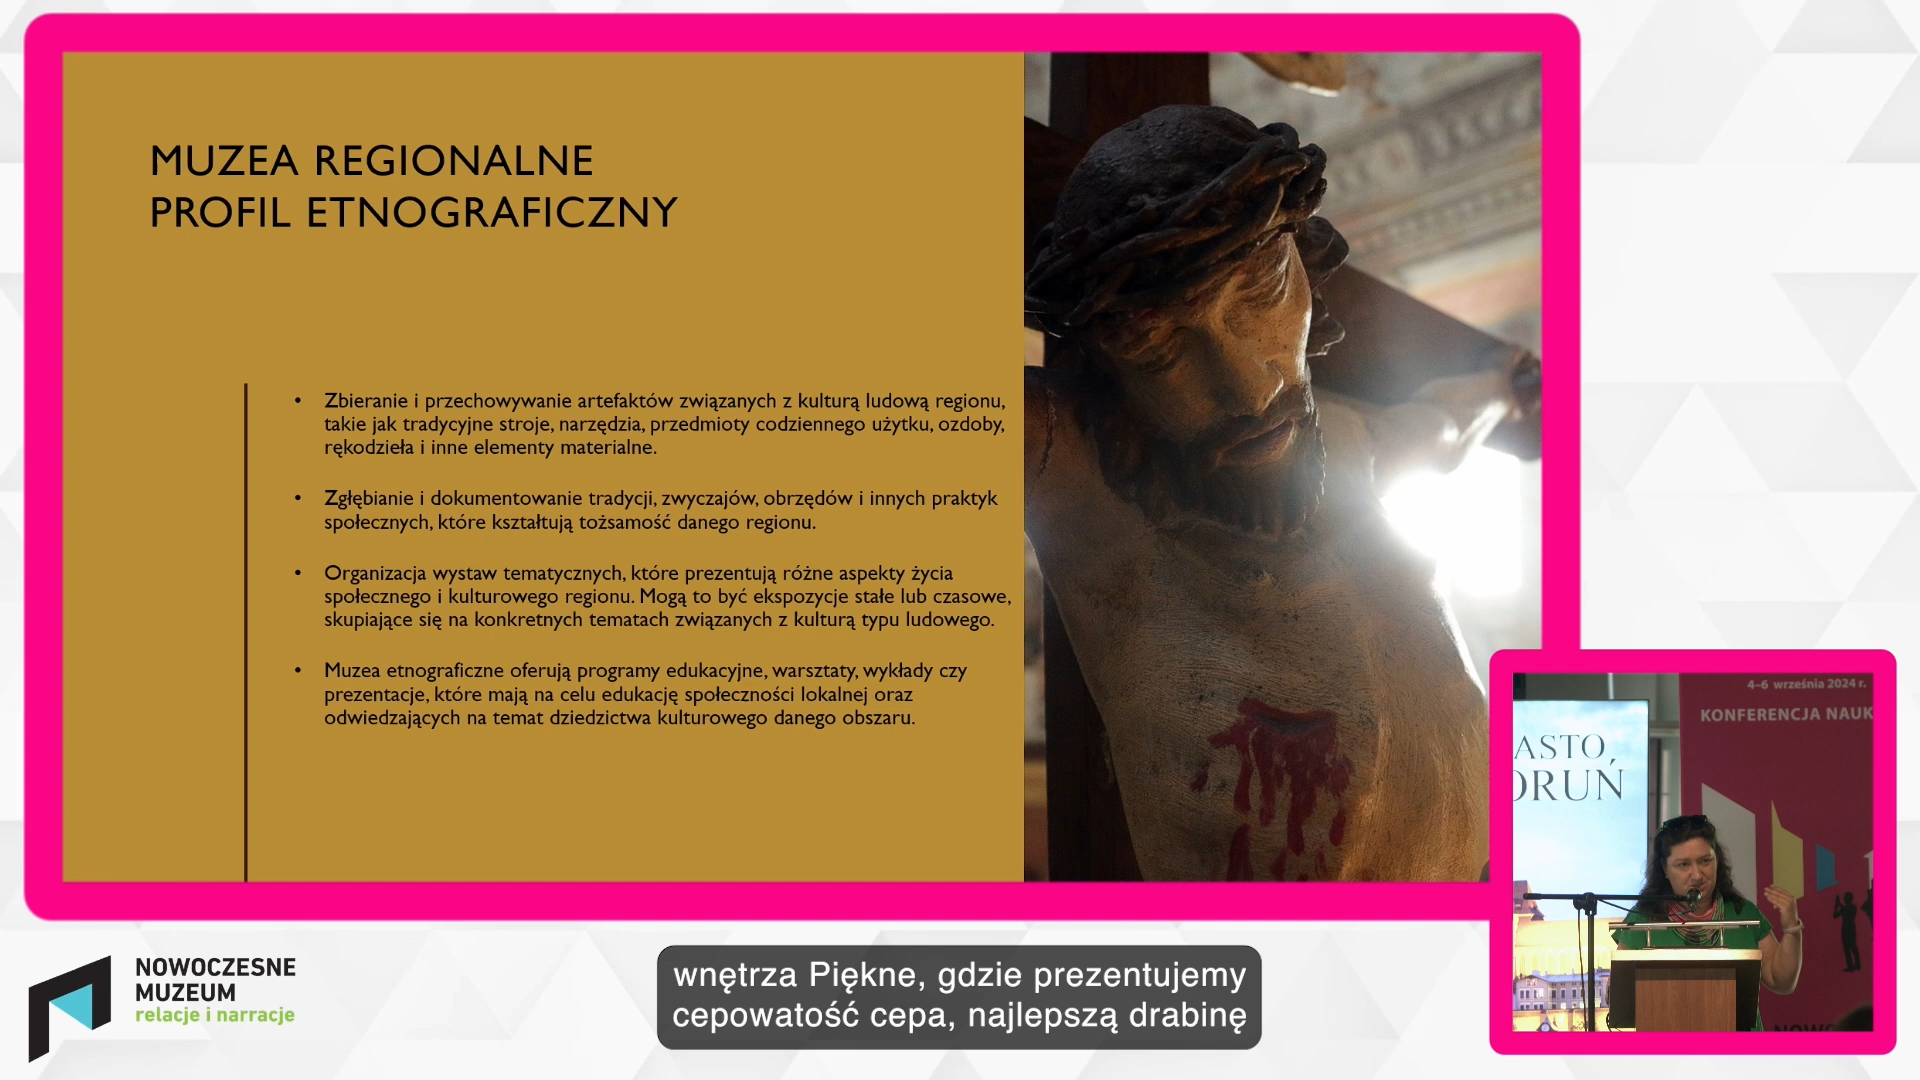 MUZEA REGIONALNE
PROFIL ETNOGRAFICZNY
• Zbieranie i przechowywanie artefaktów związanych z kulturą ludową regionu,
takie jak tradycyjne stroje, narzędzia, przedmioty codziennego użytku, ozdoby,
rękodzieła i inne elementy materialne.
• Zgłębianie i dokumentowanie tradycji, zwyczajów, obrzędów i innych praktyk
społecznych, które kształtują tożsamość danego regionu.
• Organizacja wystaw tematycznych, które prezentują różne aspekty życia
społecznego i kulturowego regionu. Mogą to być ekspozycje stałe lub czasowe,
skupiające się na konkretnych tematach związanych z kulturą typu ludowego.
• Muzea etnograficzne oferują programy edukacyjne, warsztaty, wykłady czy
prezentacje, które mają na celu edukację społeczności lokalnej oraz
odwiedzających na temat dziedzictwa kulturowego danego obszaru.
4–6 września 2024 r.
KONFERENCJA NAUK
ASTO,
ORUŃ
NOWOCZESNE
MUZEUM
relacje i narracje
wnętrza Piękne, gdzie prezentujemy
cepowatość cepa, najlepszą drabinę